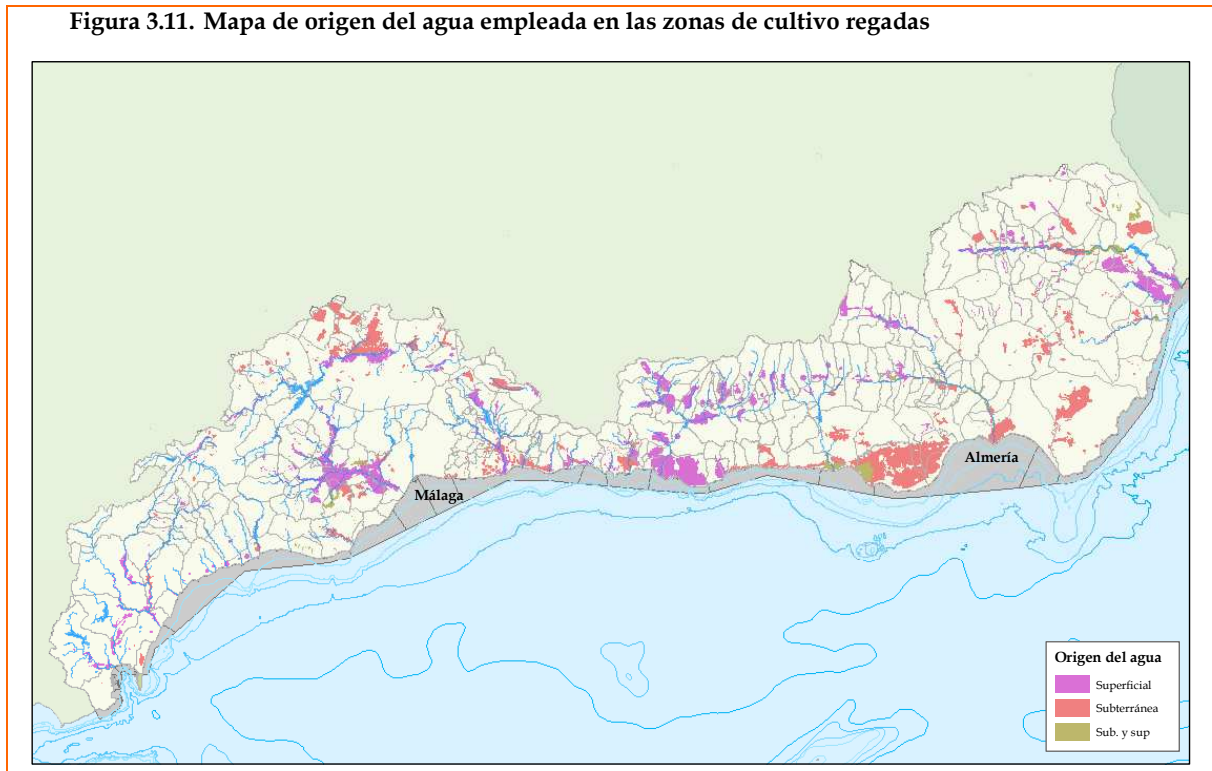 Figura 3.11. Mapa de origen del agua empleada en las zonas de cultivo regadas
Almería
Málaga
Origen del agua
Superficial
Subterránea
Sub. y sup